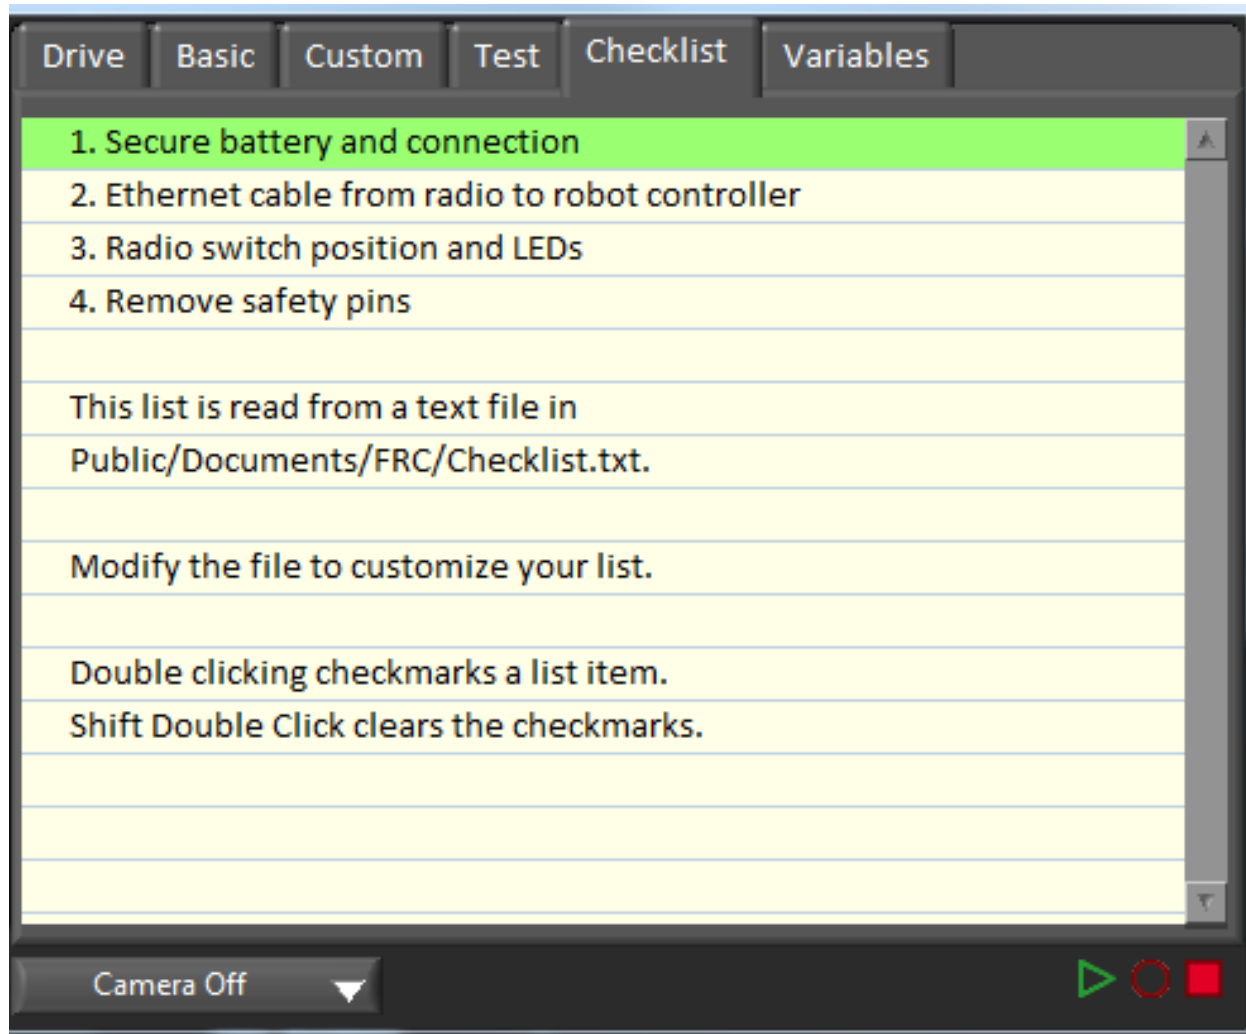 Drive Basic Custom Test Checklist Variables
1. Secure battery and connection
2. Ethernet cable from radio to robot controller
3. Radio switch position and LEDs
4. Remove safety pins
This list is read from a text file in
Public/Documents/FRC/Checklist.txt.
Modify the file to customize your list.
Double clicking checkmarks a list item.
Shift Double Click clears the checkmarks.
Camera Off